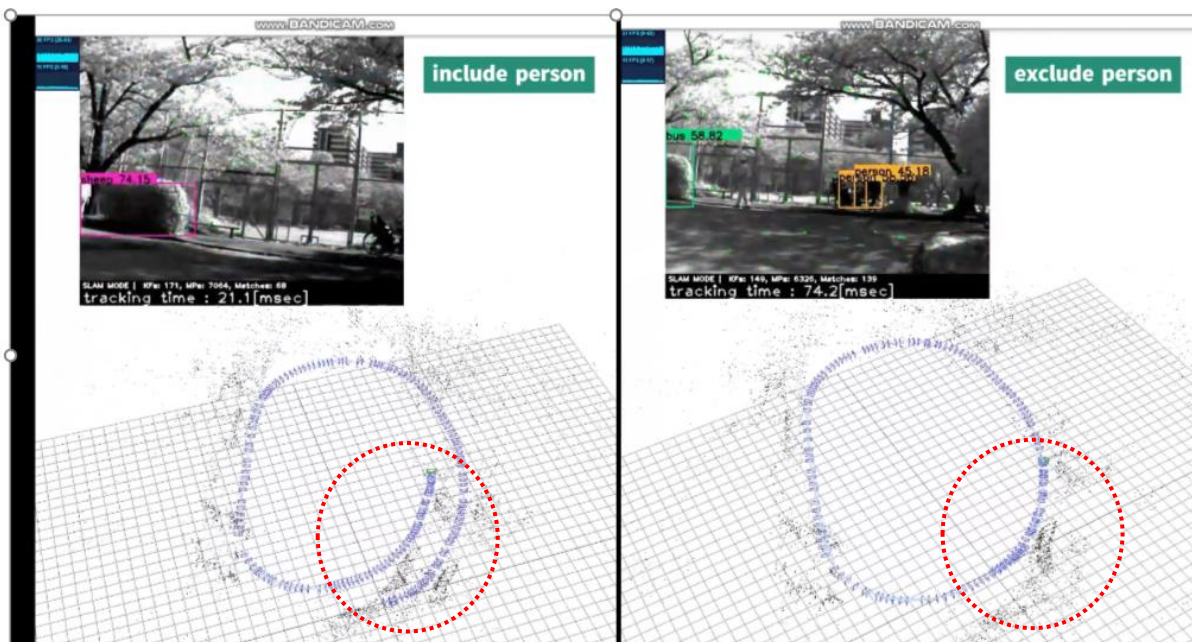 www.BANDICAM.com
include person
sheep 74.15
SLAM MODE | KFs: 171, MPs: 7064, Matches: 68
tracking time : 21.1[msec]
www.BANDICAM.com
exclude person
bus 58.82
person 45.18
person
SLAM MODE | KFs: 149, MPs: 6326, Matches: 139
tracking time : 74.2[msec]